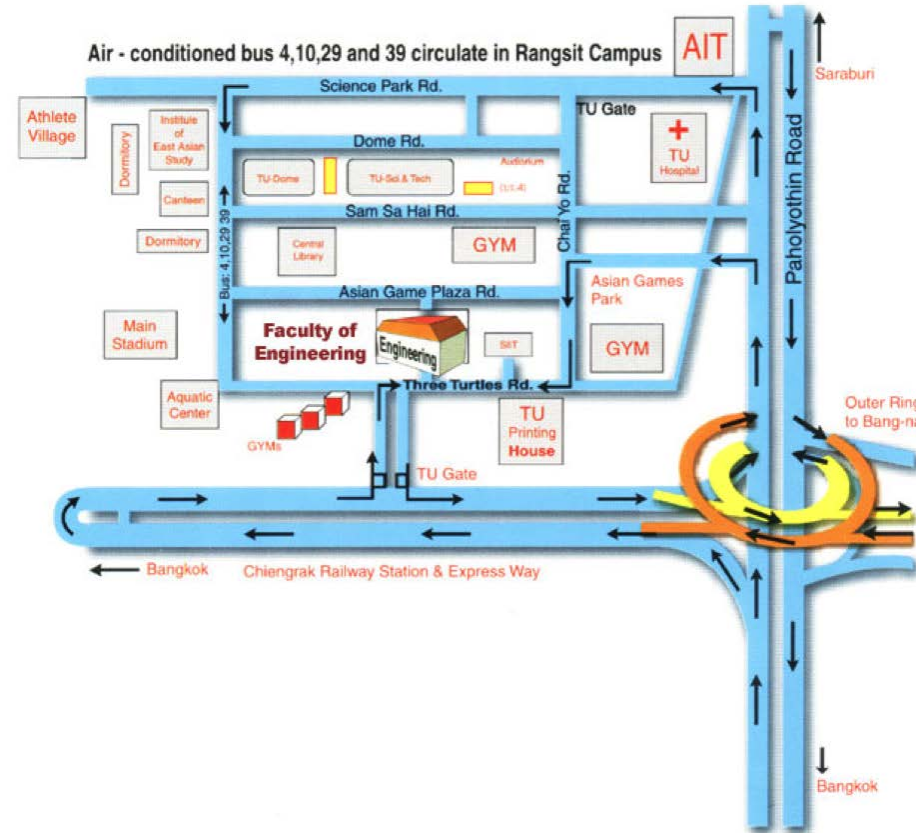 Air - conditioned bus 4,10,29 and 39 circulate in Rangsit Campus
AIT
Saraburi
Science Park Rd.
TU Gate
Athlete
Village
Dormitory
Institule
of
East Asian
Study
Dome Rd.
TU
Hospital
TU-Dome
TU-Sci.& Tech
Audtorium
Canteen
Sam Sa Hai Rd.
Chai Yo Rd.
Paholyothin Road
Dormitory
Bus: 4,10,29 39
Central
Library
GYM
Asian Games
Park
Asian Game Plaza Rd.
Main
Stadium
Faculty of
Engineering
Engineering
SIIT
GYM
Three Turtles Rd.
Aquatic
Center
GYMs
TU
Printing
House
Outer Ring
to Bang-na
TU Gate
Bangkok
Chiengrak Railway Station & Express Way
Bangkok